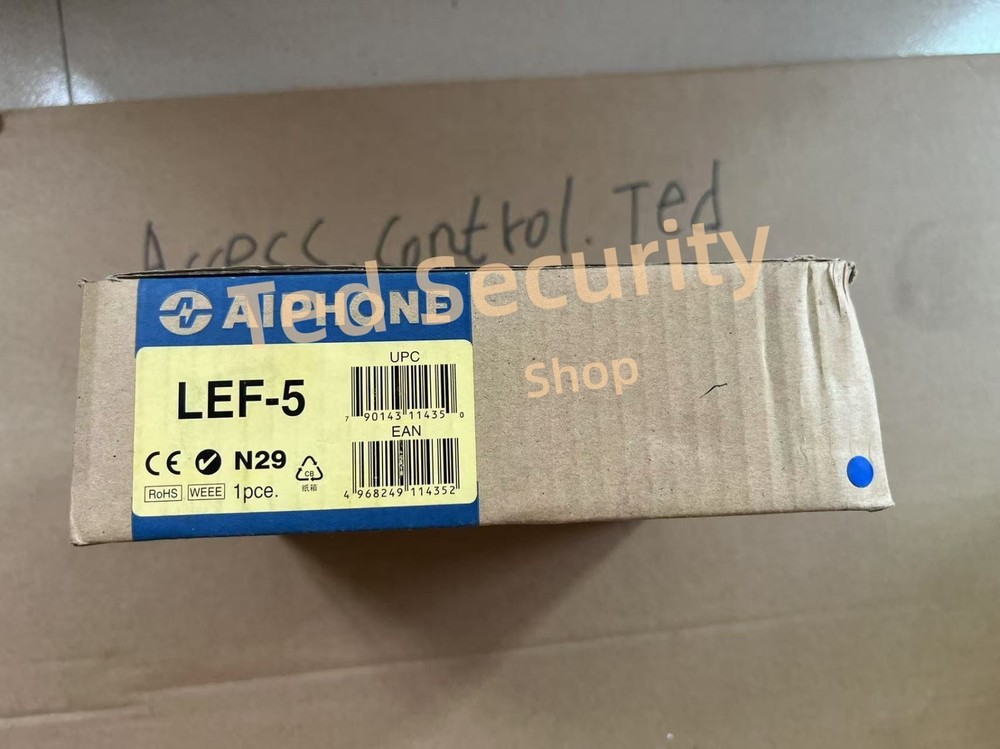 Access. Control. Ted
Ted Security
Shop
AIPHONE
LEF-5
UPC
7 90143 11435 0
EAN
4 968249 114352
CE N29 CB
纸箱
RoHS WEEE 1pce.